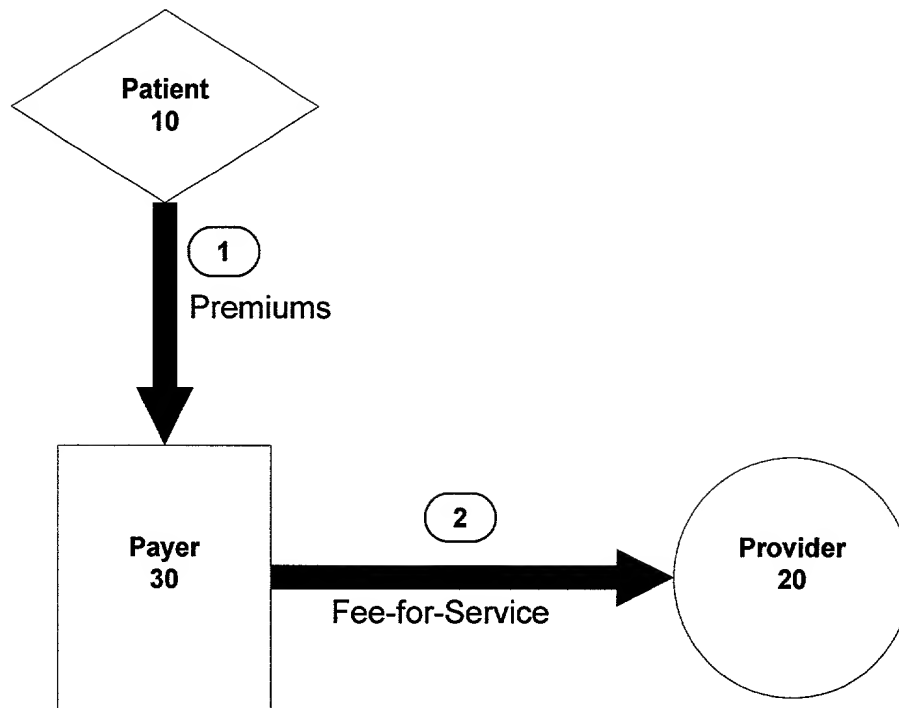 Patient
10
1
Premiums
2
Payer
30
Provider
20
Fee-for-Service